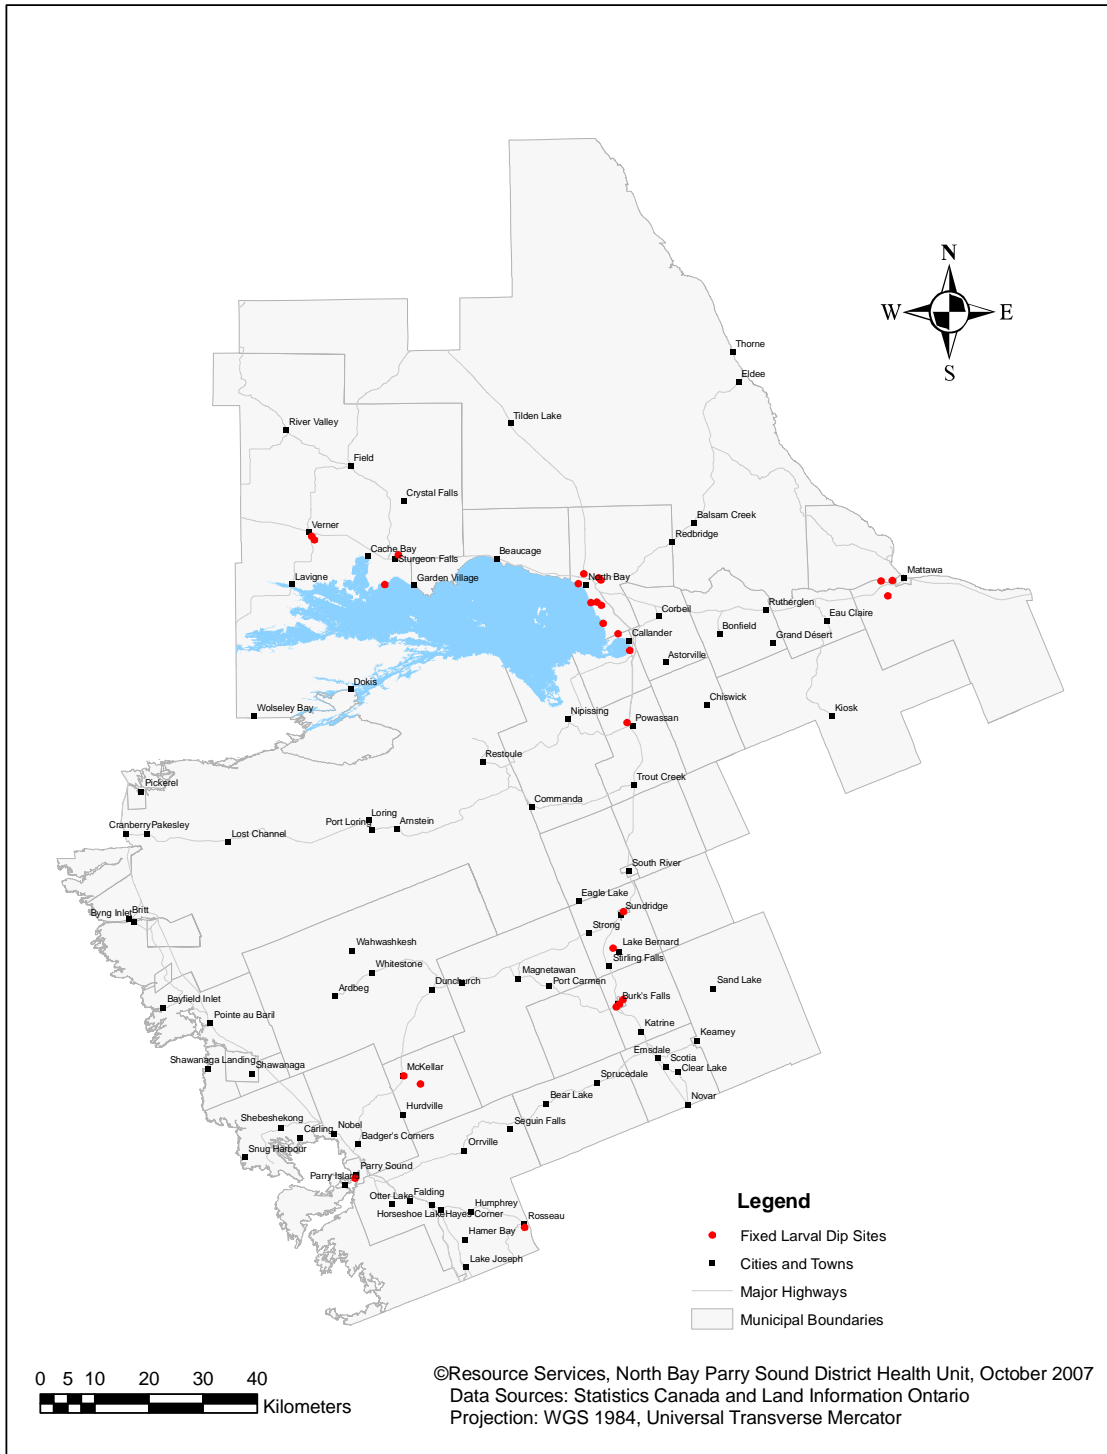 N
W E
S
Thorne
Eldee
Tilden Lake
River Valley
Field
Crystal Falls
Balsam Creek
Verner
Redbridge
Cache Bay
Sturgeon Falls
Beaucage
Lavigne
Garden Village
North Bay
Mattawa
Rutherglen
Corbeil
Eau Claire
Callander
Bonfield
Grand Désert
Astorville
Dokis
Chiswick
Wolseley Bay
Nipissing
Powassan
Kiosk
Restoule
Trout Creek
Pickerel
Commanda
Loring
Cranberry Pakesley
Port Loring Arnstein
Lost Channel
South River
Eagle Lake
Sundridge
Byng Inlet Britt
Strong
Lake Bernard
Wahwashkesh
Stirling Falls
Whitestone
Magnetawan
Dunchurch
Port Carmen
Sand Lake
Ardbeg
Burk's Falls
Bayfield Inlet
Pointe au Baril
Katrine
Kearney
Emsdale
Scotia
Shawanaga Landing
Shawanaga
McKellar
Clear Lake
Sprucedale
Bear Lake
Novar
Hurdville
Shebeshekong
Nobel
Seguin Falls
Carling
Badger's Corners
Snug Harbour
Orrville
Parry Sound
Parry Island
Otter Lake Falding
Humphrey
Horseshoe Lake Hayes Corner
Rosseau
Hamer Bay
Lake Joseph
Legend
Fixed Larval Dip Sites
Cities and Towns
Major Highways
Municipal Boundaries
0 5 10 20 30 40
Kilometers
©Resource Services, North Bay Parry Sound District Health Unit, October 2007
Data Sources: Statistics Canada and Land Information Ontario
Projection: WGS 1984, Universal Transverse Mercator